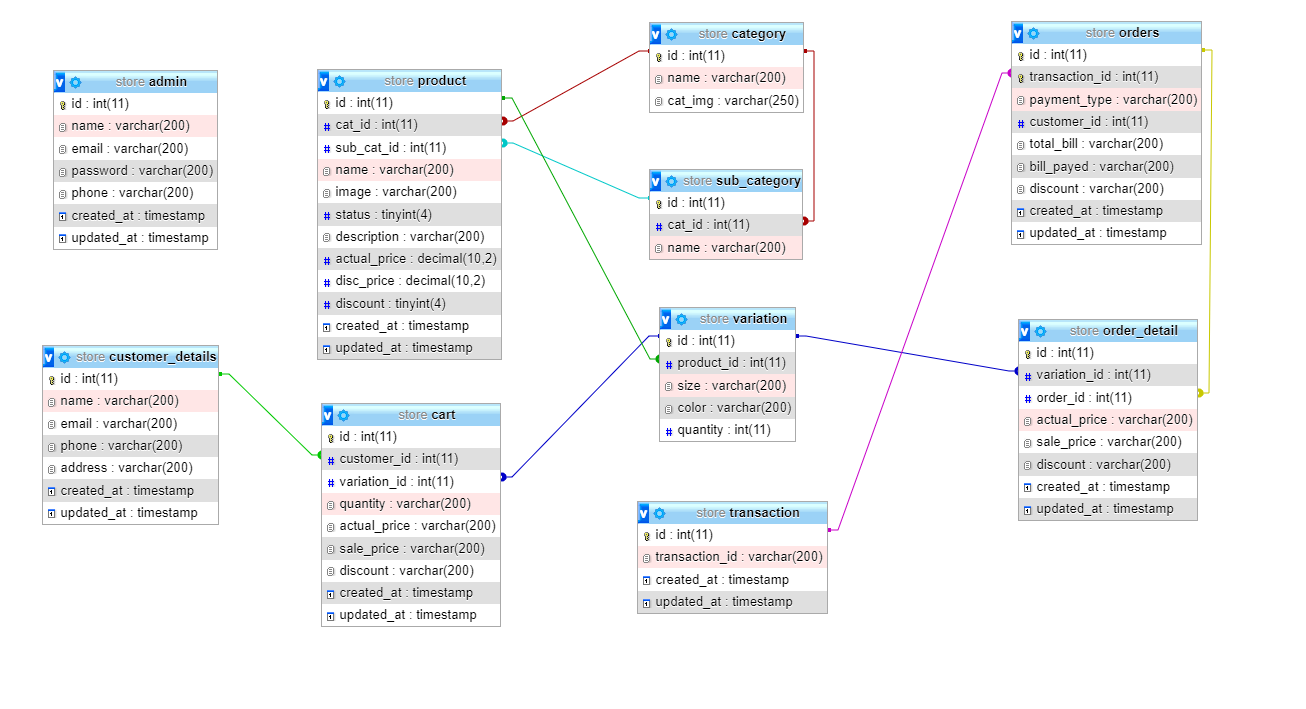 store admin
id : int(11)
name : varchar(200)
email : varchar(200)
password : varchar(200)
phone : varchar(200)
created_at : timestamp
updated_at : timestamp
store product
id : int(11)
cat_id : int(11)
sub_cat_id : int(11)
name : varchar(200)
image : varchar(200)
status : tinyint(4)
description : varchar(200)
actual_price : decimal(10,2)
disc_price : decimal(10,2)
discount : tinyint(4)
created_at : timestamp
updated_at : timestamp
store category
id : int(11)
name : varchar(200)
cat_img : varchar(250)
store sub_category
id : int(11)
cat_id : int(11)
name : varchar(200)
store orders
id : int(11)
transaction_id : int(11)
payment_type : varchar(200)
customer_id : int(11)
total_bill : varchar(200)
bill_payed : varchar(200)
discount : varchar(200)
created_at : timestamp
updated_at : timestamp
store customer_details
id : int(11)
name : varchar(200)
email : varchar(200)
phone : varchar(200)
address : varchar(200)
created_at : timestamp
updated_at : timestamp
store cart
id : int(11)
customer_id : int(11)
variation_id : int(11)
quantity : varchar(200)
actual_price : varchar(200)
sale_price : varchar(200)
discount : varchar(200)
created_at : timestamp
updated_at : timestamp
store variation
id : int(11)
product_id : int(11)
size : varchar(200)
color : varchar(200)
quantity : int(11)
store transaction
id : int(11)
transaction_id : varchar(200)
created_at : timestamp
updated_at : timestamp
store order_detail
id : int(11)
variation_id : int(11)
order_id : int(11)
actual_price : varchar(200)
sale_price : varchar(200)
discount : varchar(200)
created_at : timestamp
updated_at : timestamp